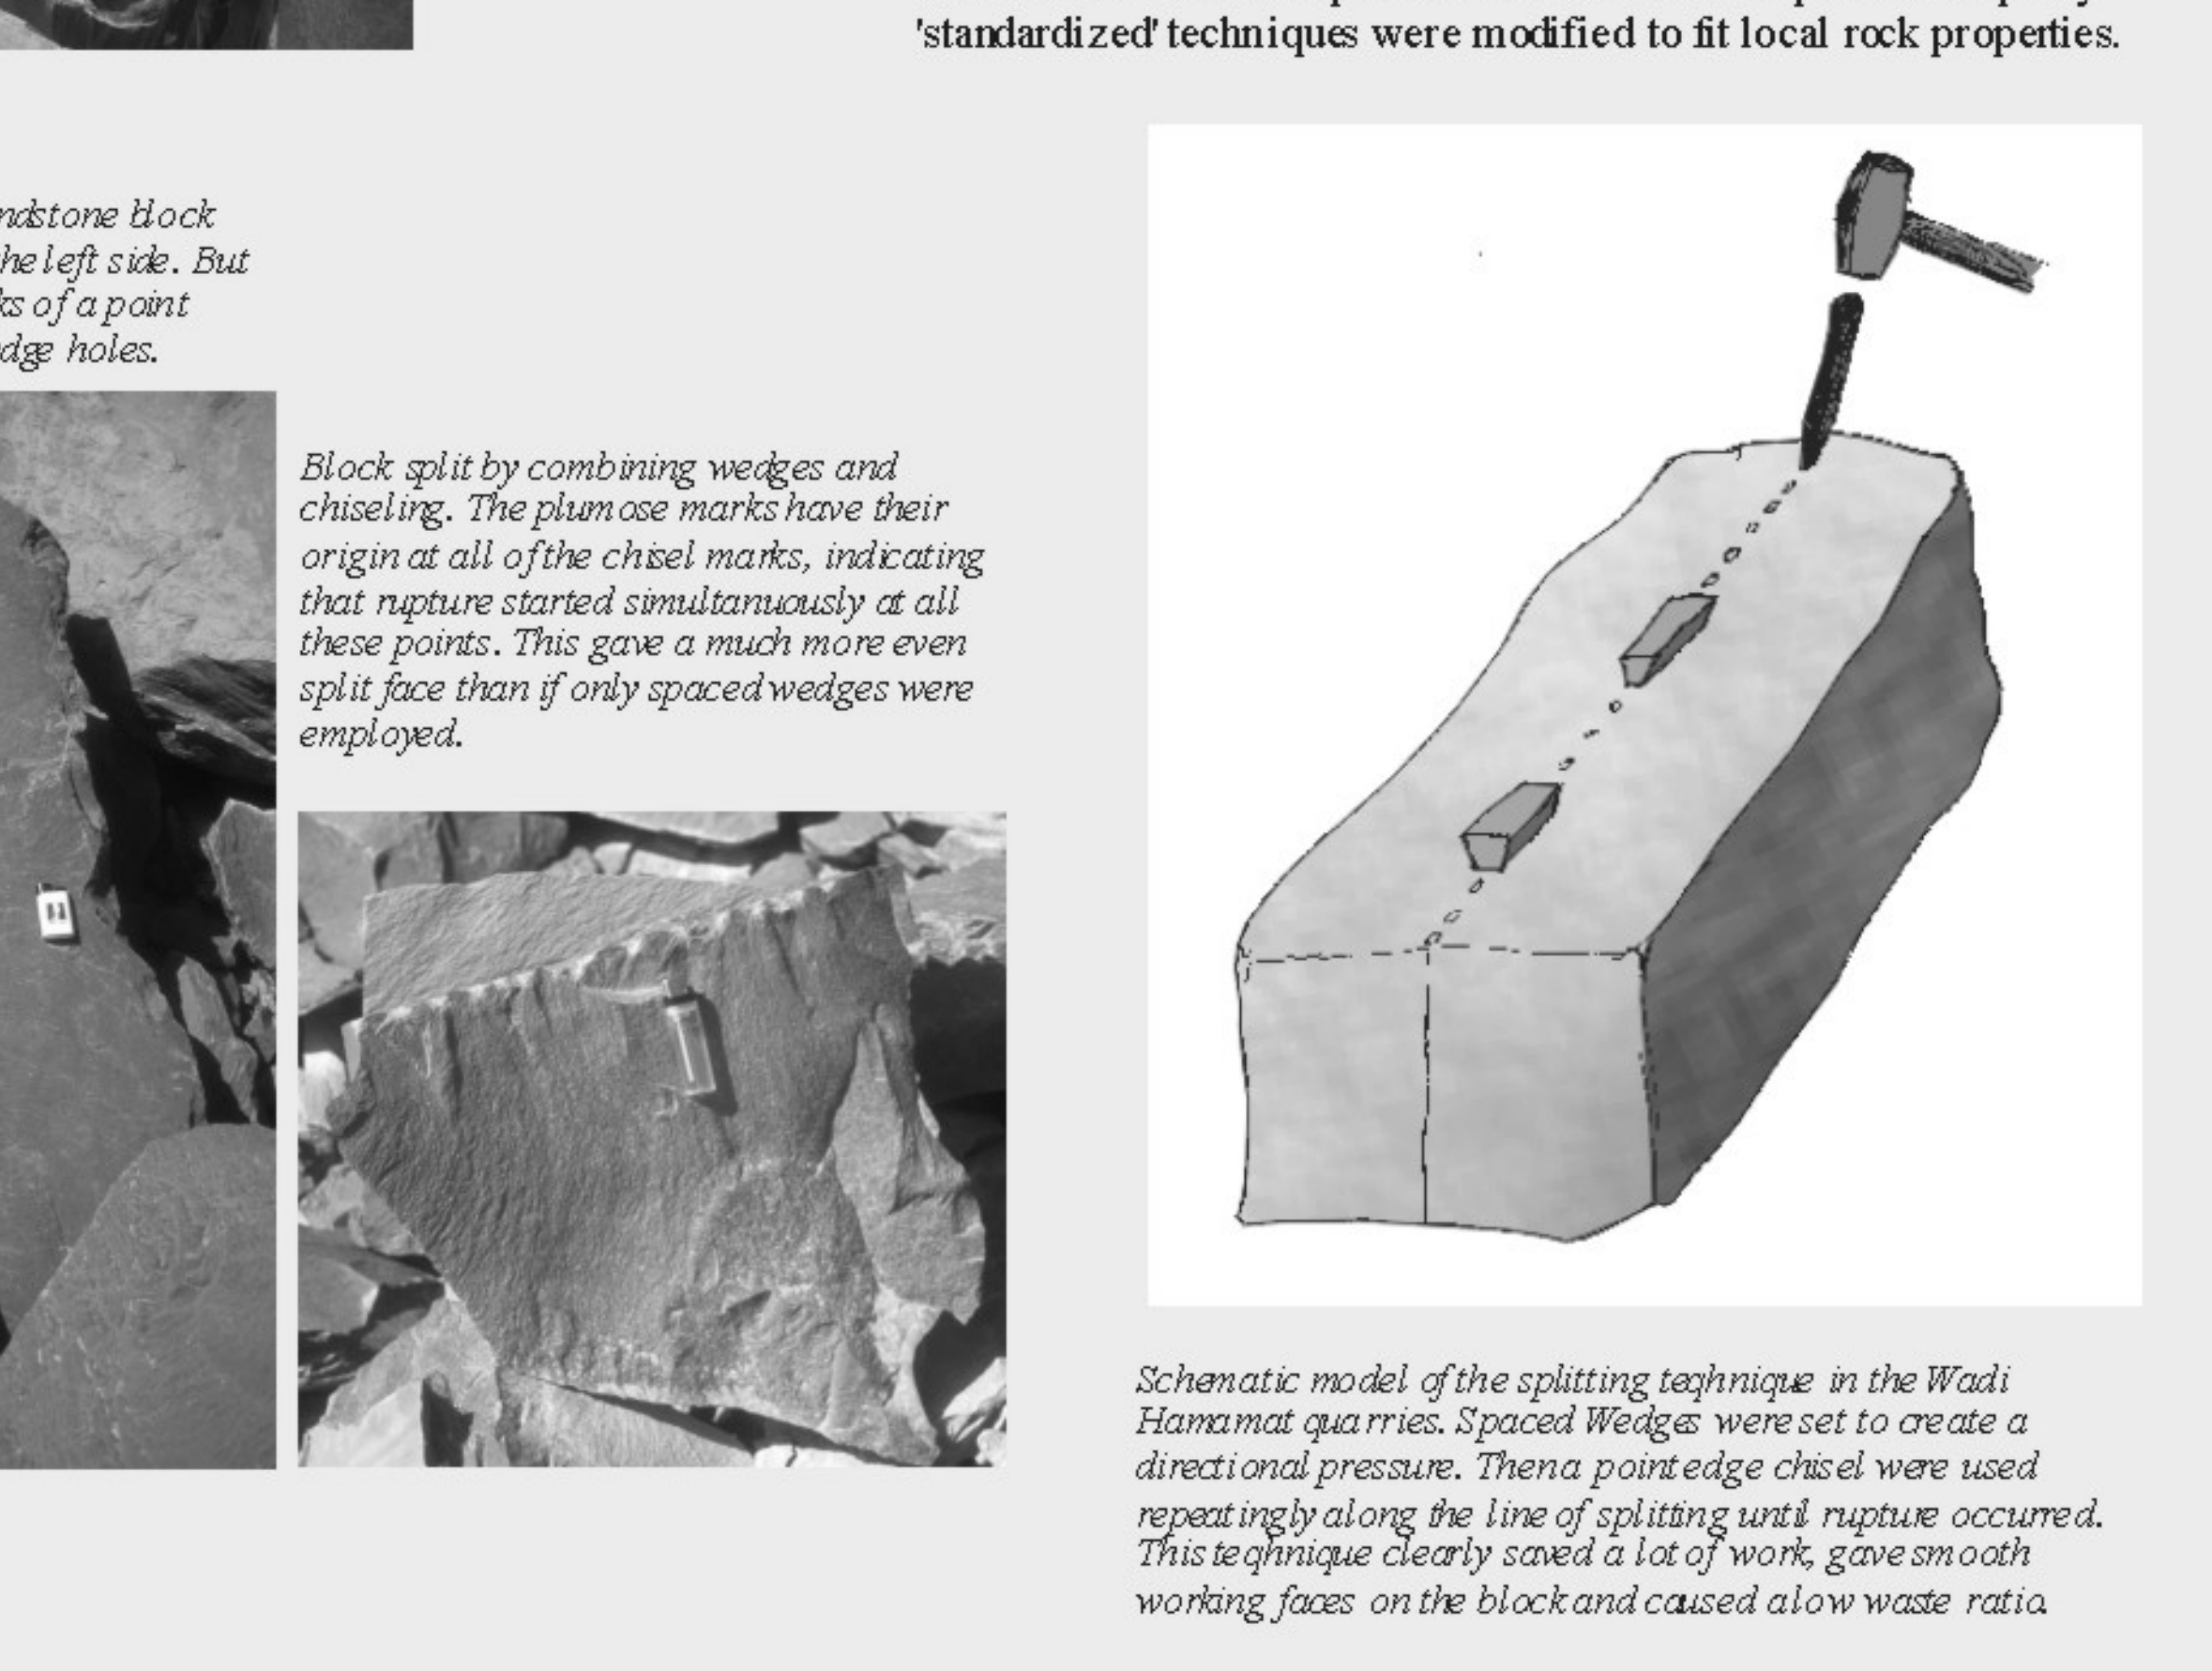 'standardized' techniques were modified to fit local rock properties.
block
left side. But
of a point
holes.
Block split by combining wedges and
chiseling. The plumose marks have their
origin at all of the chisel marks, indicating
that rupture started simultanuously at all
these points. This gave a much more even
split face than if only spaced wedges were
employed.
Schematic model of the splitting teqhnique in the Wadi
Hamamat quarries. Spaced Wedges were set to create a
directional pressure. Then a point edge chisel were used
repeatingly along the line of splitting until rupture occurred.
This teqhnique clearly saved a lot of work, gave smooth
working faces on the block and caused a low waste ratio.